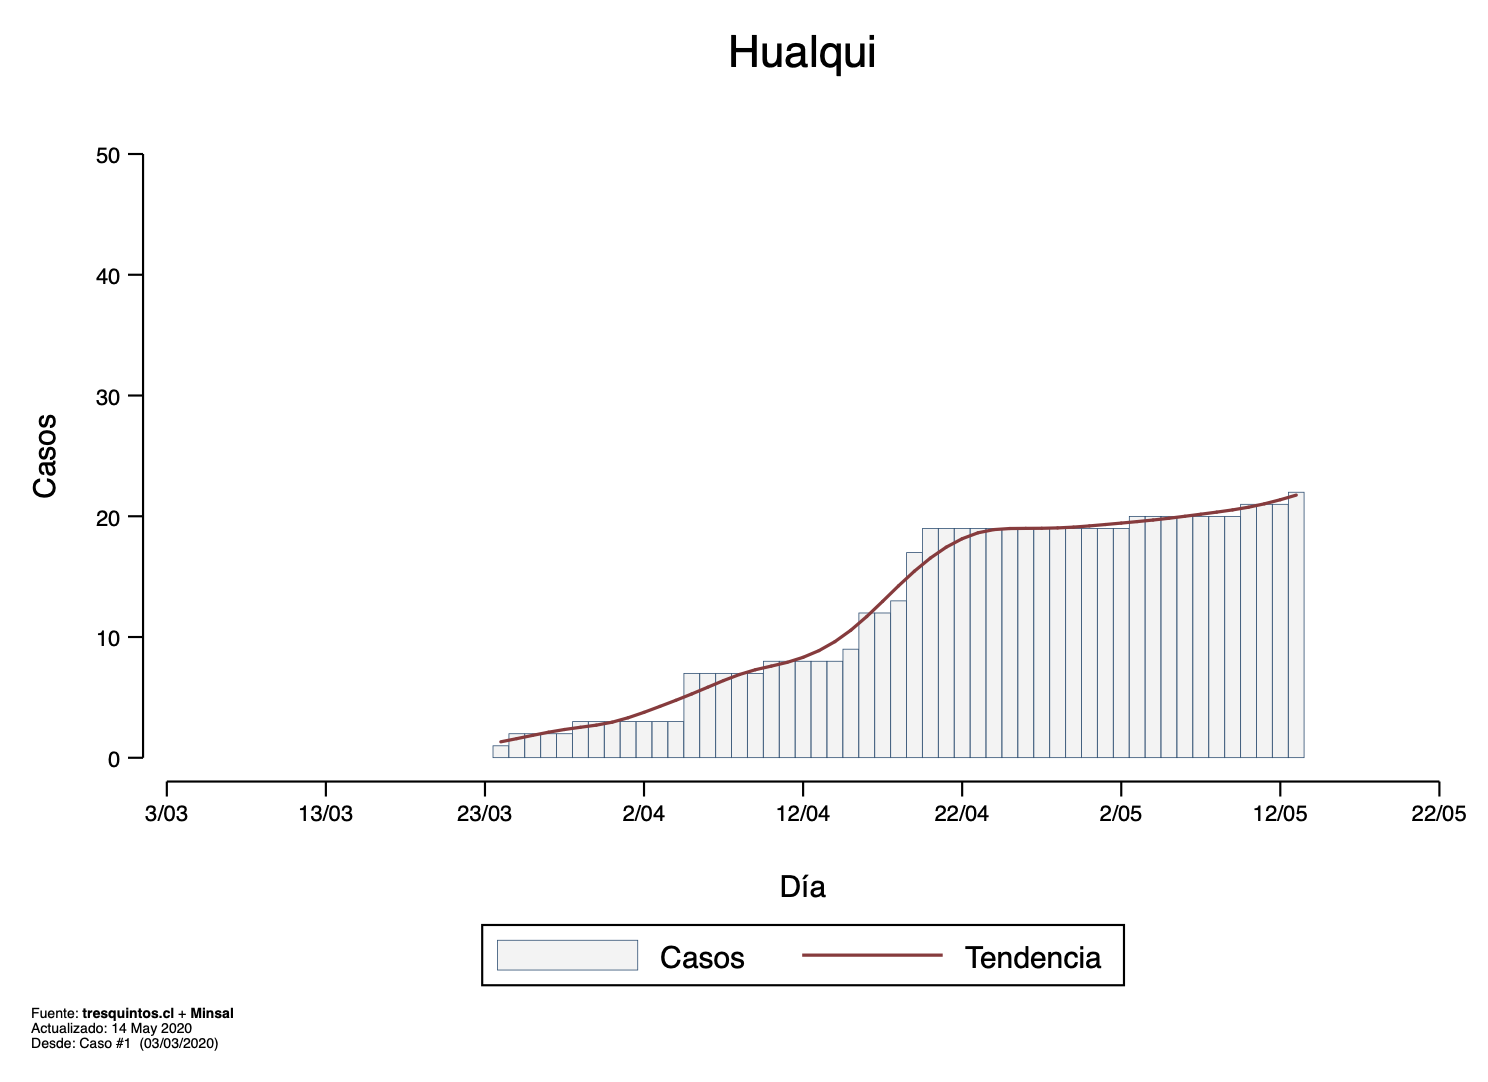 Hualqui
50
40
30
20
10
0
Casos
3/03 13/03 23/03 2/04 12/04 22/04 2/05 12/05 22/05
Día
Casos Tendencia
Fuente: tresquintos.cl + Minsal
Actualizado: 14 May 2020
Desde: Caso #1 (03/03/2020)